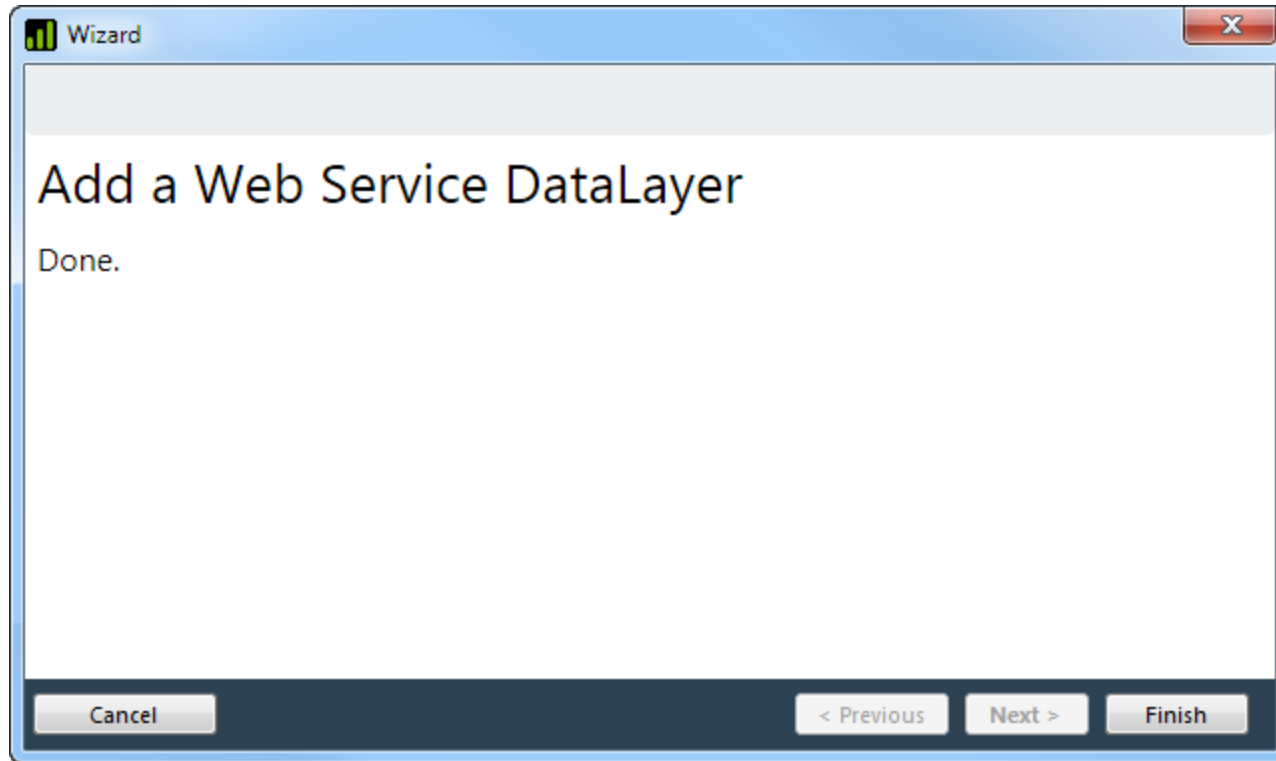 Wizard
Add a Web Service DataLayer
Done.
Cancel
< Previous
Next >
Finish